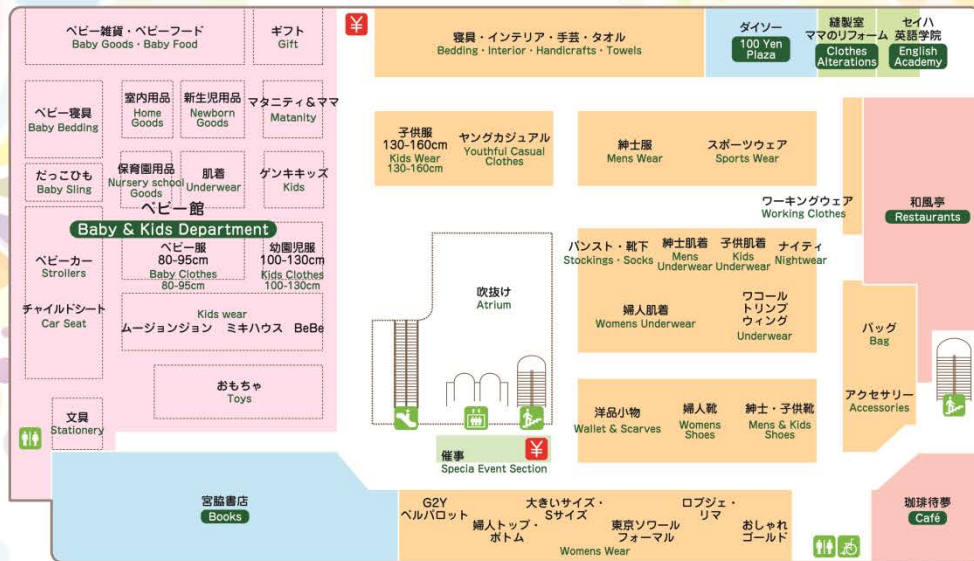 ベビー雑貨・ベビーフード
Baby Goods・Baby Food
ギフト
Gift
¥
寝具・インテリア・手芸・タオル
Bedding・Interior・Handicrafts・Towels
ダイソー
100 Yen
Plaza
縫製室
ママのリフォーム
Clothes
Alterations
セイハ
英語学院
English
Academy
ベビー寝具
Baby Bedding
室内用品
Home
Goods
新生児用品
Newborn
Goods
マタニティ&ママ
Matanity
子供服
130-160cm
Kids Wear
130-160cm
ヤングカジュアル
Youthful Casual
Clothes
紳士服
Mens Wear
スポーツウェア
Sports Wear
だっこひも
Baby Sling
保育園用品
Nursery school
Goods
肌着
Underwear
ゲンキキッズ
Kids
ワーキングウェア
Working Clothes
和風亭
Restaurants
ベビー館
Baby & Kids Department
ベビーカー
Strollers
ベビー服
80-95cm
Baby Clothes
80-95cm
幼園児服
100-130cm
Kids Clothes
100-130cm
吹抜け
Atrium
パンスト・靴下
Stockings・Socks
紳士肌着
Mens
Underwear
子供肌着
Kids
Underwear
ナイティ
Nightwear
チャイルドシート
Car Seat
Kids wear
ムージョンジョン ミキハウス BeBe
婦人肌着
Womens Underwear
ワコール
トリンプ
ウィング
Underwear
バッグ
Bag
おもちゃ
Toys
アクセサリー
Accessories
文具
Stationery
洋品小物
Wallet & Scarves
婦人靴
Womens
Shoes
紳士・子供靴
Mens & Kids
Shoes
催事
¥
Specia Event Section
宮脇書店
Books
G2Y
ベルパロット
婦人トップ・
ボトム
大きいサイズ・
Sサイズ
東京ソワール
フォーマル
ロブジェ・
リマ
おしゃれ
ゴールド
Womens Wear
珈琲待夢
Café